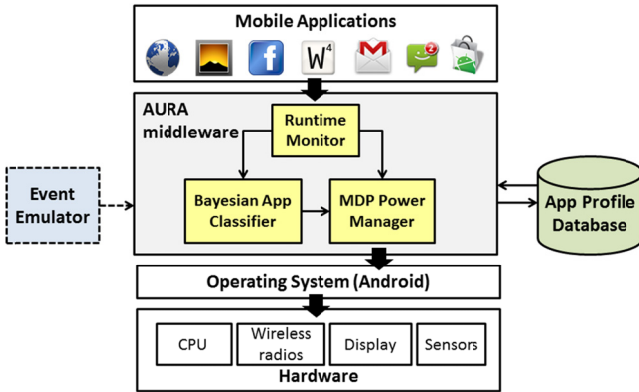 Mobile Applications
f
W4
M
2
AURA
middleware
Runtime
Monitor
Event
Emulator
Bayesian App
Classifier
MDP Power
Manager
App Profile
Database
Operating System (Android)
CPU
Wireless
radios
Display
Sensors
Hardware